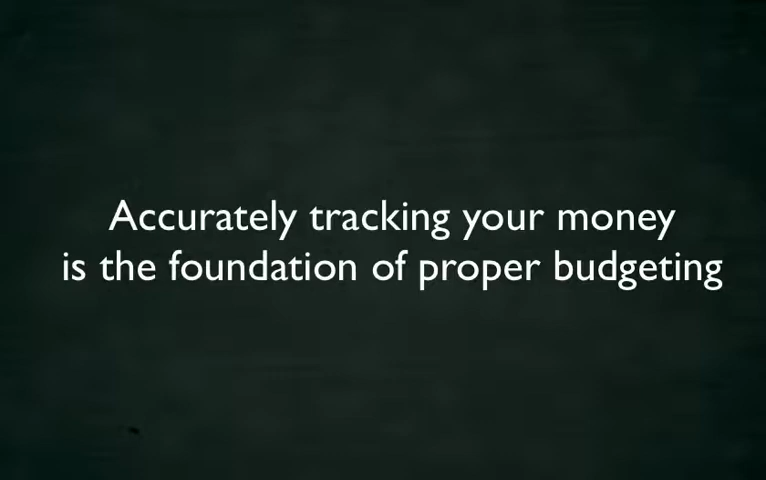 Accurately tracking your money
is the foundation of proper budgeting